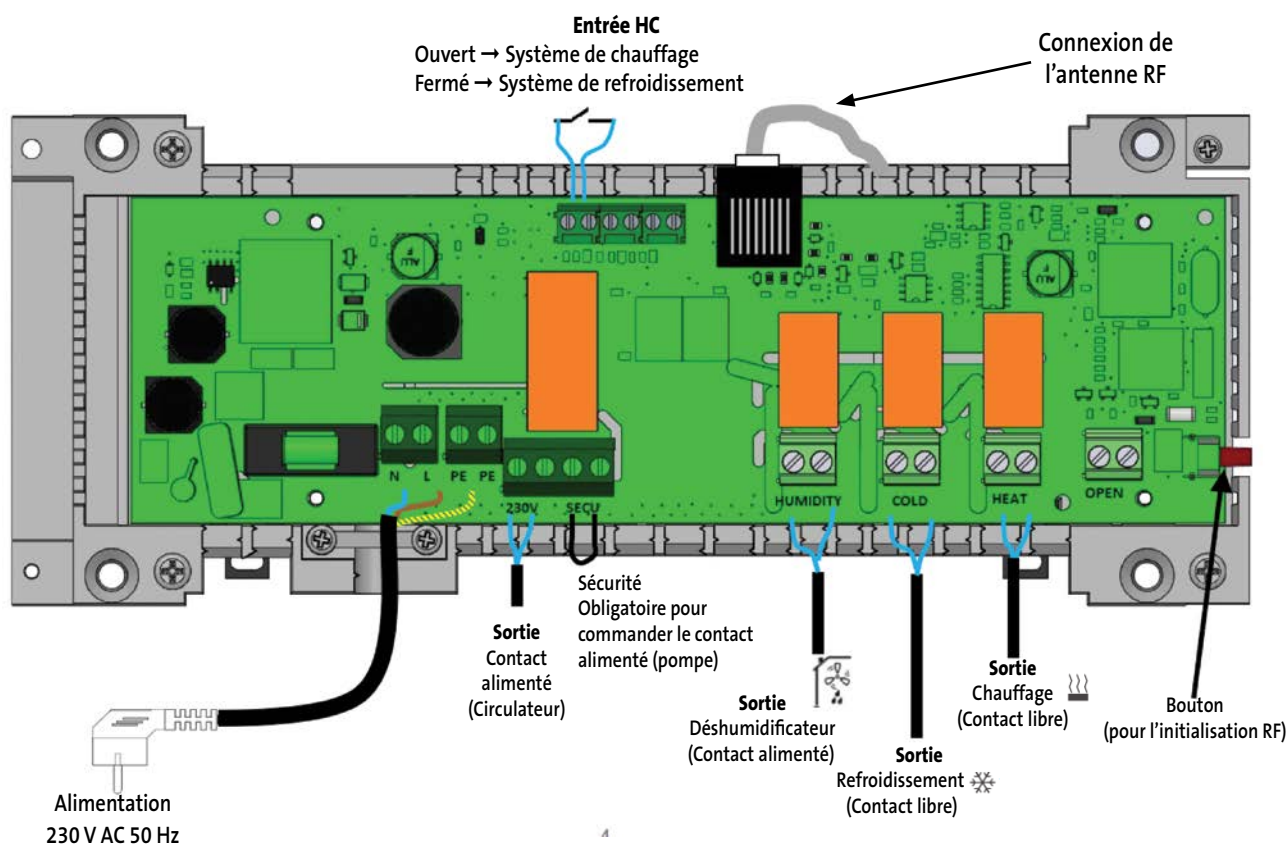 Entrée HC
Ouvert → Système de chauffage
Fermé → Système de refroidissement
Connexion de
l'antenne RF
N L PE PE
230V SECU
HUMIDITY
COLD
HEAT
OPEN
Sortie
Contact
alimenté
(Circulateur)
Sécurité
Obligatoire pour
commander le contact
alimenté (pompe)
Sortie
Déshumidificateur
(Contact alimenté)
Sortie
Refroidissement
(Contact libre)
Sortie
Chauffage
(Contact libre)
Bouton
(pour l'initialisation RF)
Alimentation
230 V AC 50 Hz